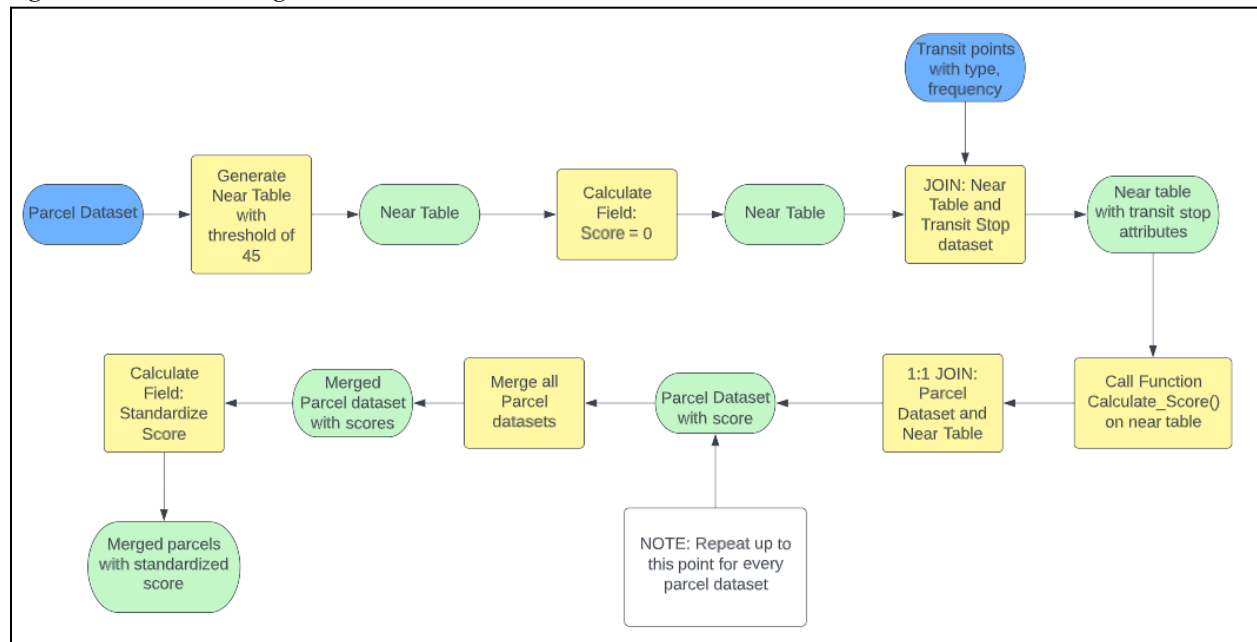 Transit points
with type,
frequency
Parcel Dataset
Generate
Near Table
with
threshold of
45
Near Table
Calculate
Field:
Score = 0
Near Table
JOIN: Near
Table and
Transit Stop
dataset
Near table
with transit stop
attributes
Calculate
Field:
Standardize
Score
Merged
Parcel dataset
with scores
Merge all
Parcel
datasets
Parcel Dataset
with score
1:1 JOIN:
Parcel
Dataset and
Near Table
Call Function
Calculate_Score()
on near table
Merged parcels
with standardized
score
NOTE: Repeat up to
this point for every
parcel dataset